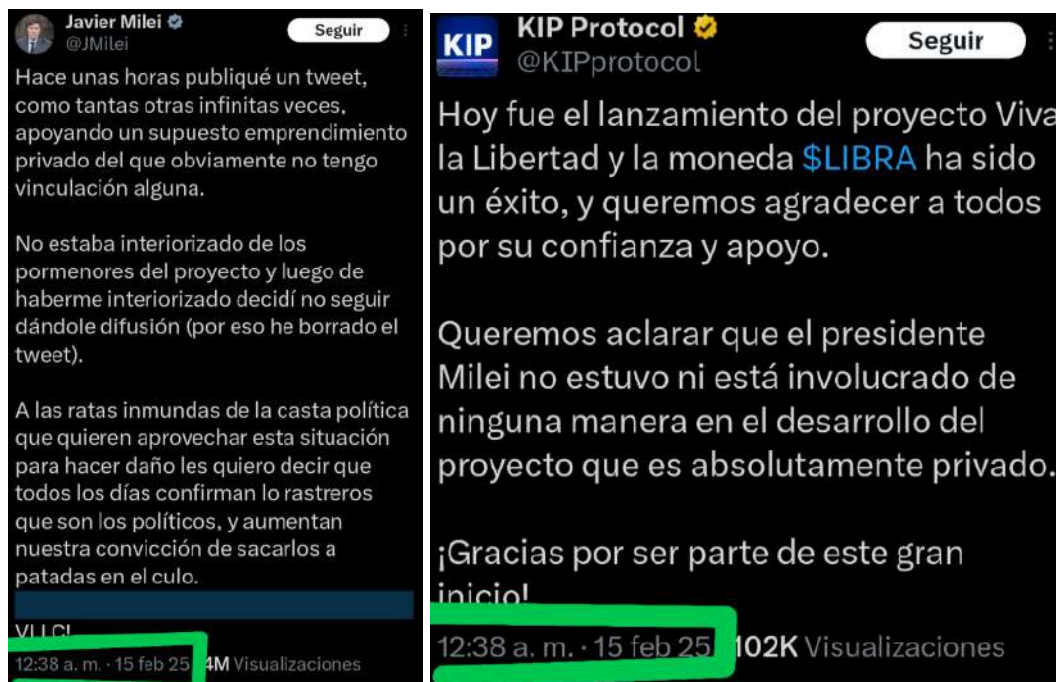 Javier Milei
@JMilei
Seguir
Hace unas horas publiqué un tweet,
como tantas otras infinitas veces,
apoyando un supuesto emprendimiento
privado del que obviamente no tengo
vinculación alguna.
No estaba interiorizado de los
pormenores del proyecto y luego de
haberme interiorizado decidí no seguir
dándole difusión (por eso he borrado el
tweet).
A las ratas inmundas de la casta política
que quieren aprovechar esta situación
para hacer daño les quiero decir que
todos los días confirman lo rastreros
que son los políticos, y aumentan
nuestra convicción de sacarlos a
patadas en el culo.
VLLC!
12:38 a. m. · 15 feb 25 4M Visualizaciones
KIP
KIP Protocol
@KIPprotocol
Seguir
Hoy fue el lanzamiento del proyecto Viva
la Libertad y la moneda $LIBRA ha sido
un éxito, y queremos agradecer a todos
por su confianza y apoyo.
Queremos aclarar que el presidente
Milei no estuvo ni está involucrado de
ninguna manera en el desarrollo del
proyecto que es absolutamente privado.
¡Gracias por ser parte de este gran
inicio!
12:38 a. m. · 15 feb 25 102K Visualizaciones